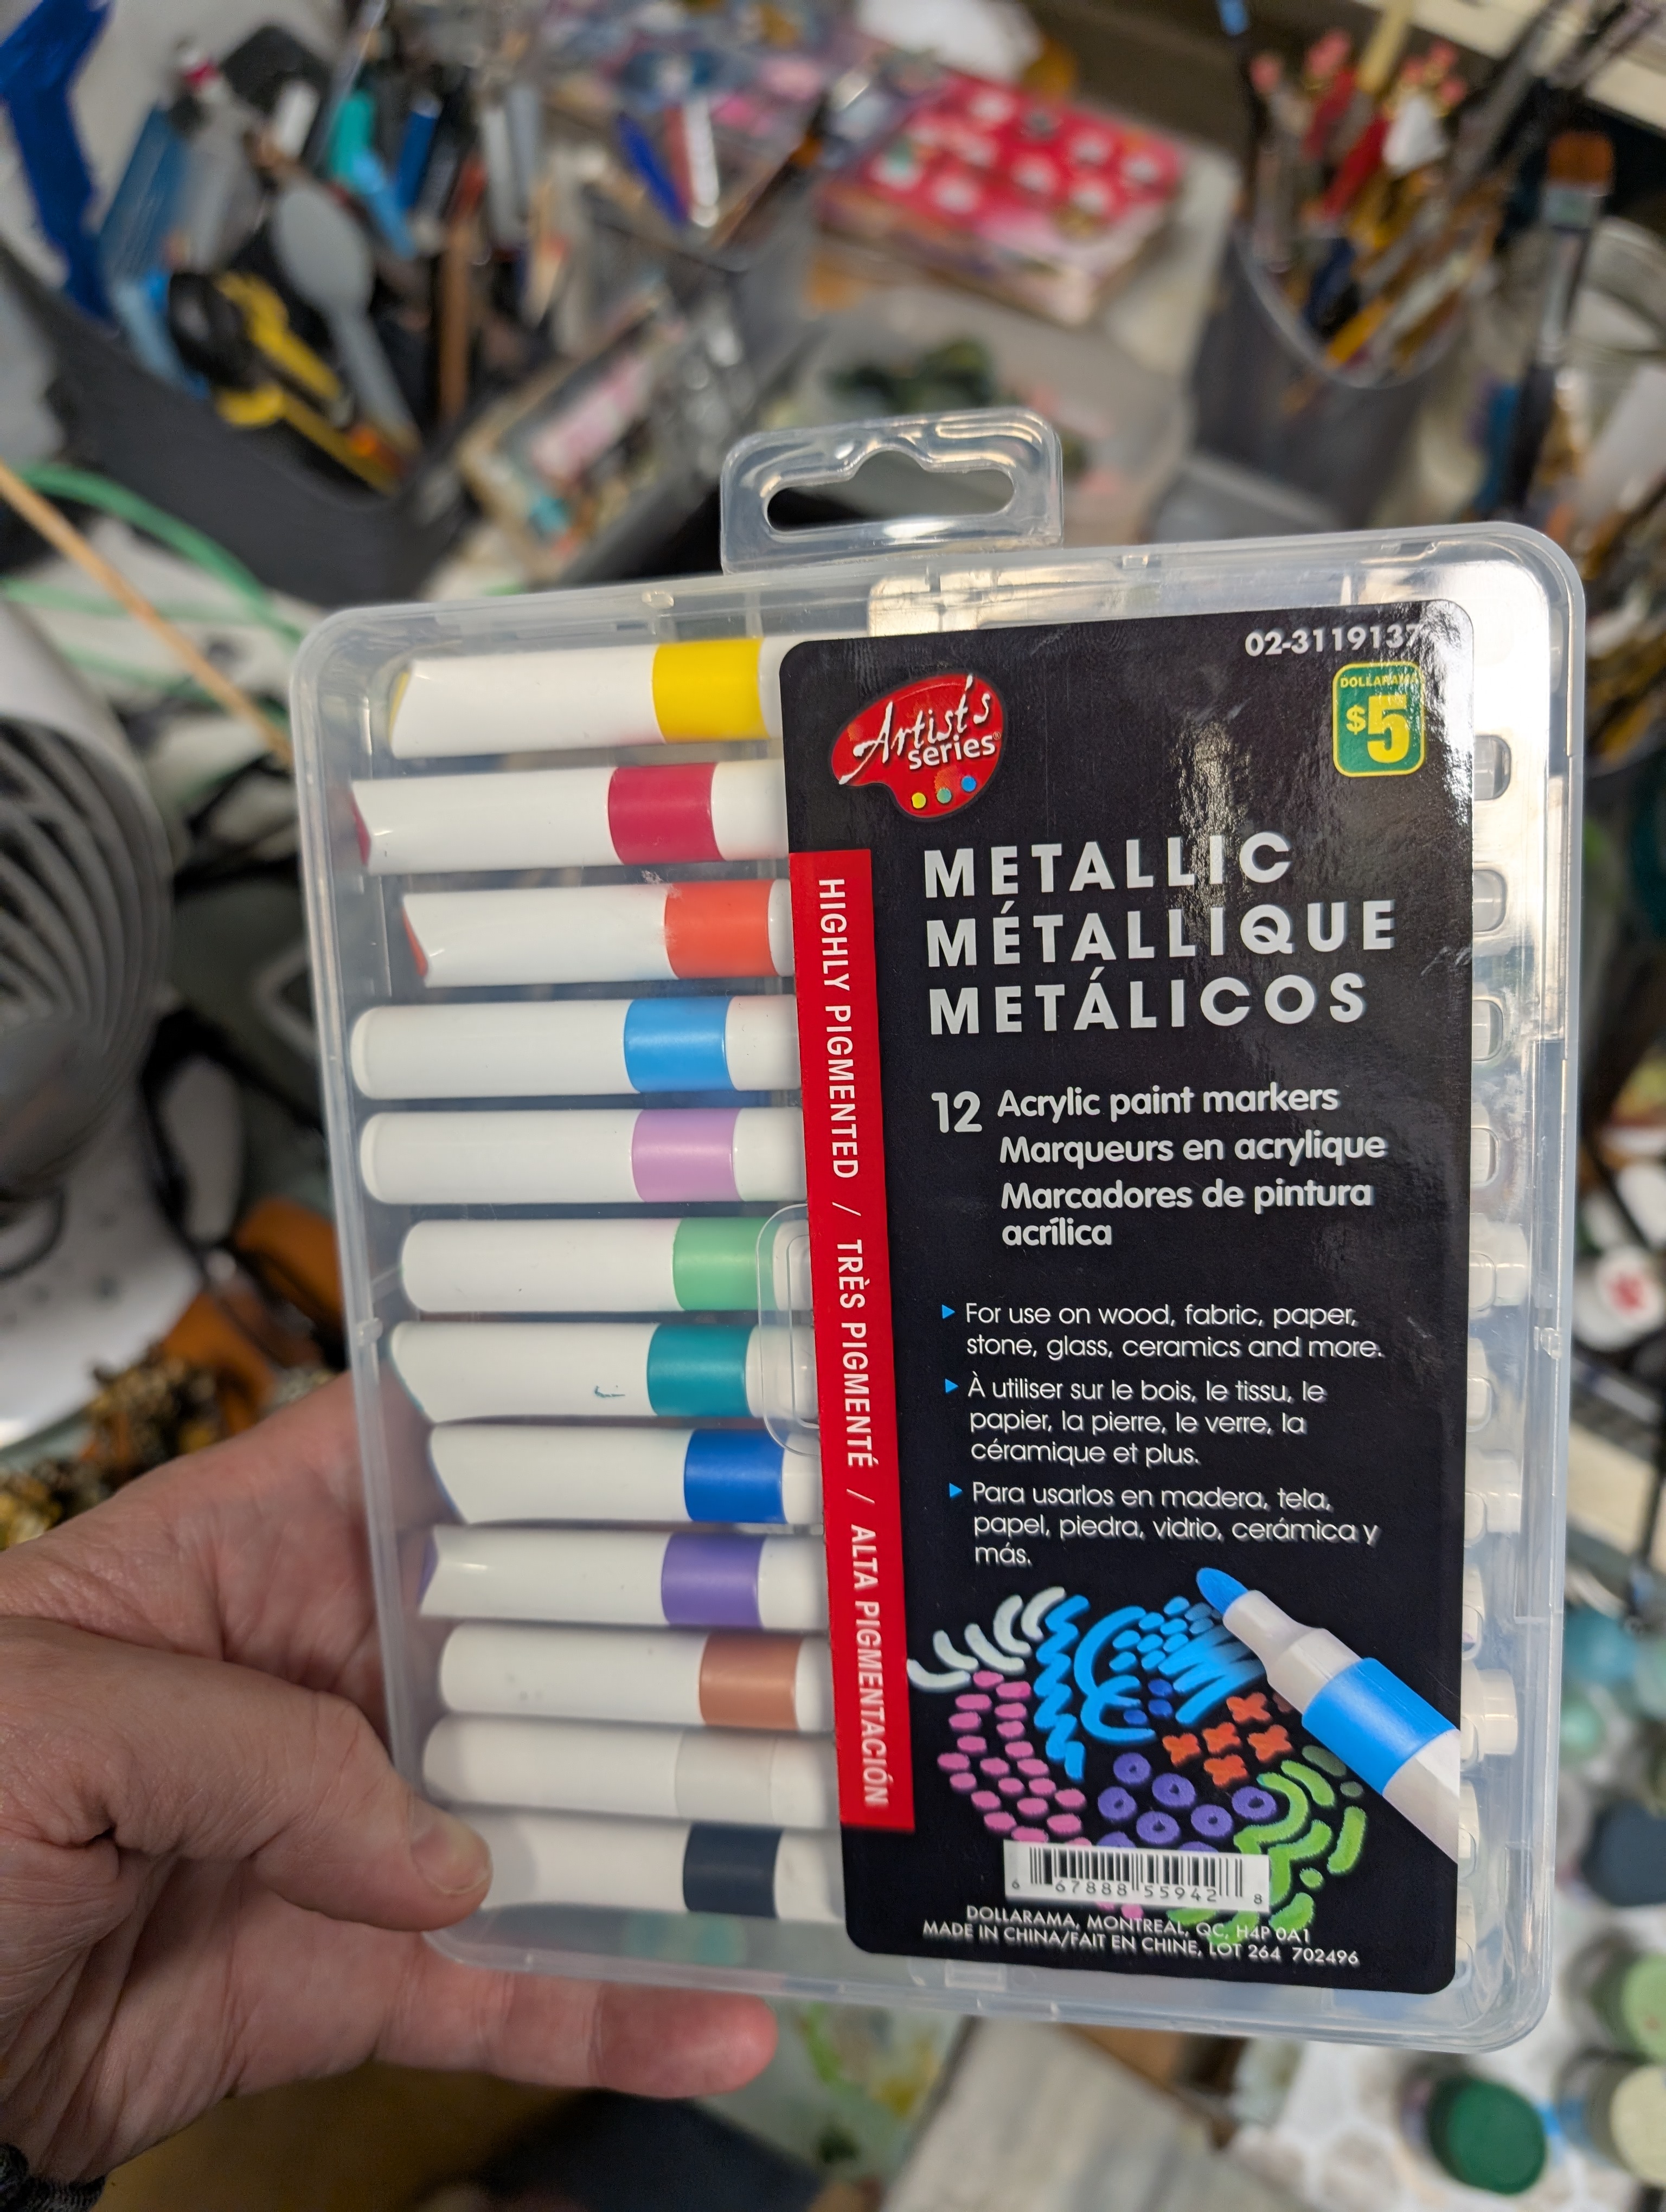 02-3119137
Artist's
series
DOLLARAMA
$5
METALLIC
MÉTALLIQUE
METÁLICOS
12 Acrylic paint markers
Marqueurs en acrylique
Marcadores de pintura
acrílica
HIGHLY PIGMENTED / TRÈS PIGMENTÉ / ALTA PIGMENTACIÓN
For use on wood, fabric, paper,
stone, glass, ceramics and more.
À utiliser sur le bois, le tissu, le
papier, la pierre, le verre, la
céramique et plus.
Para usarlos en madera, tela,
papel, piedra, vidrio, cerámica y
más.
6 67888 55942 8
DOLLARAMA, MONTREAL, QC, H4P 0A1
MADE IN CHINA/FAIT EN CHINE, LOT 264 702496